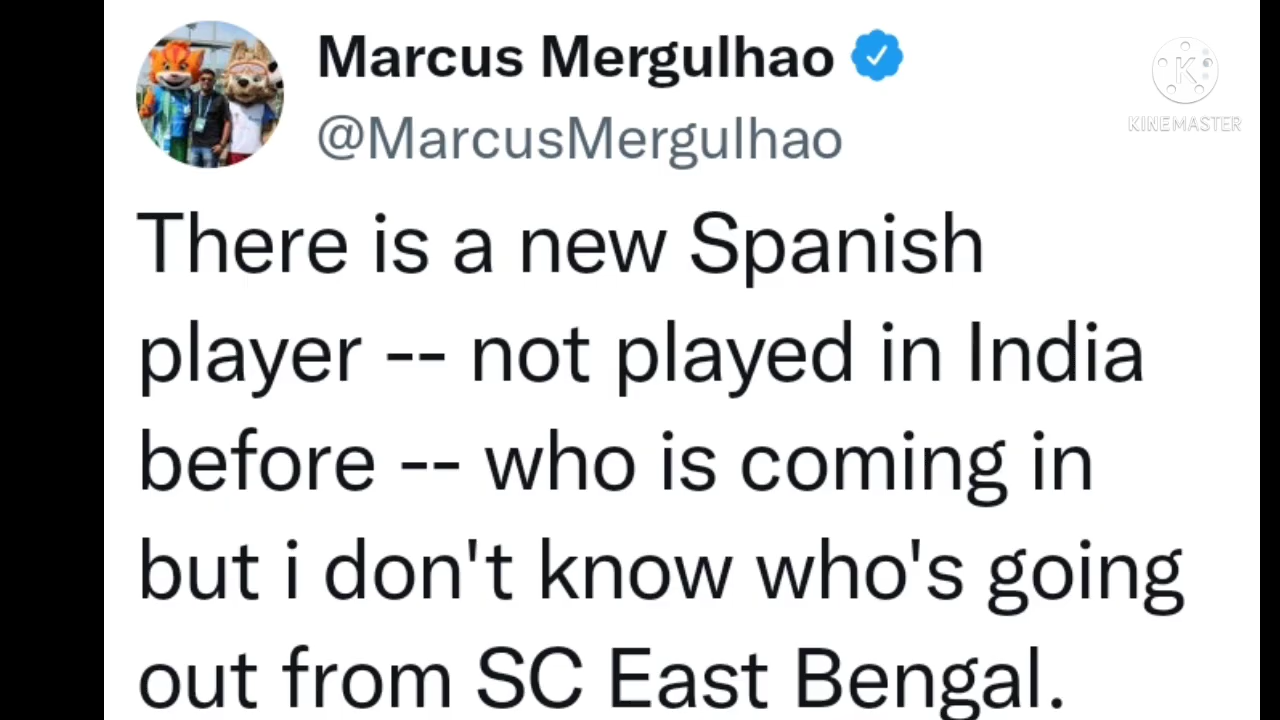 Marcus Mergulhao
@MarcusMergulhao
There is a new Spanish
player -- not played in India
before -- who is coming in
but i don't know who's going
out from SC East Bengal.
K
KINEMASTER